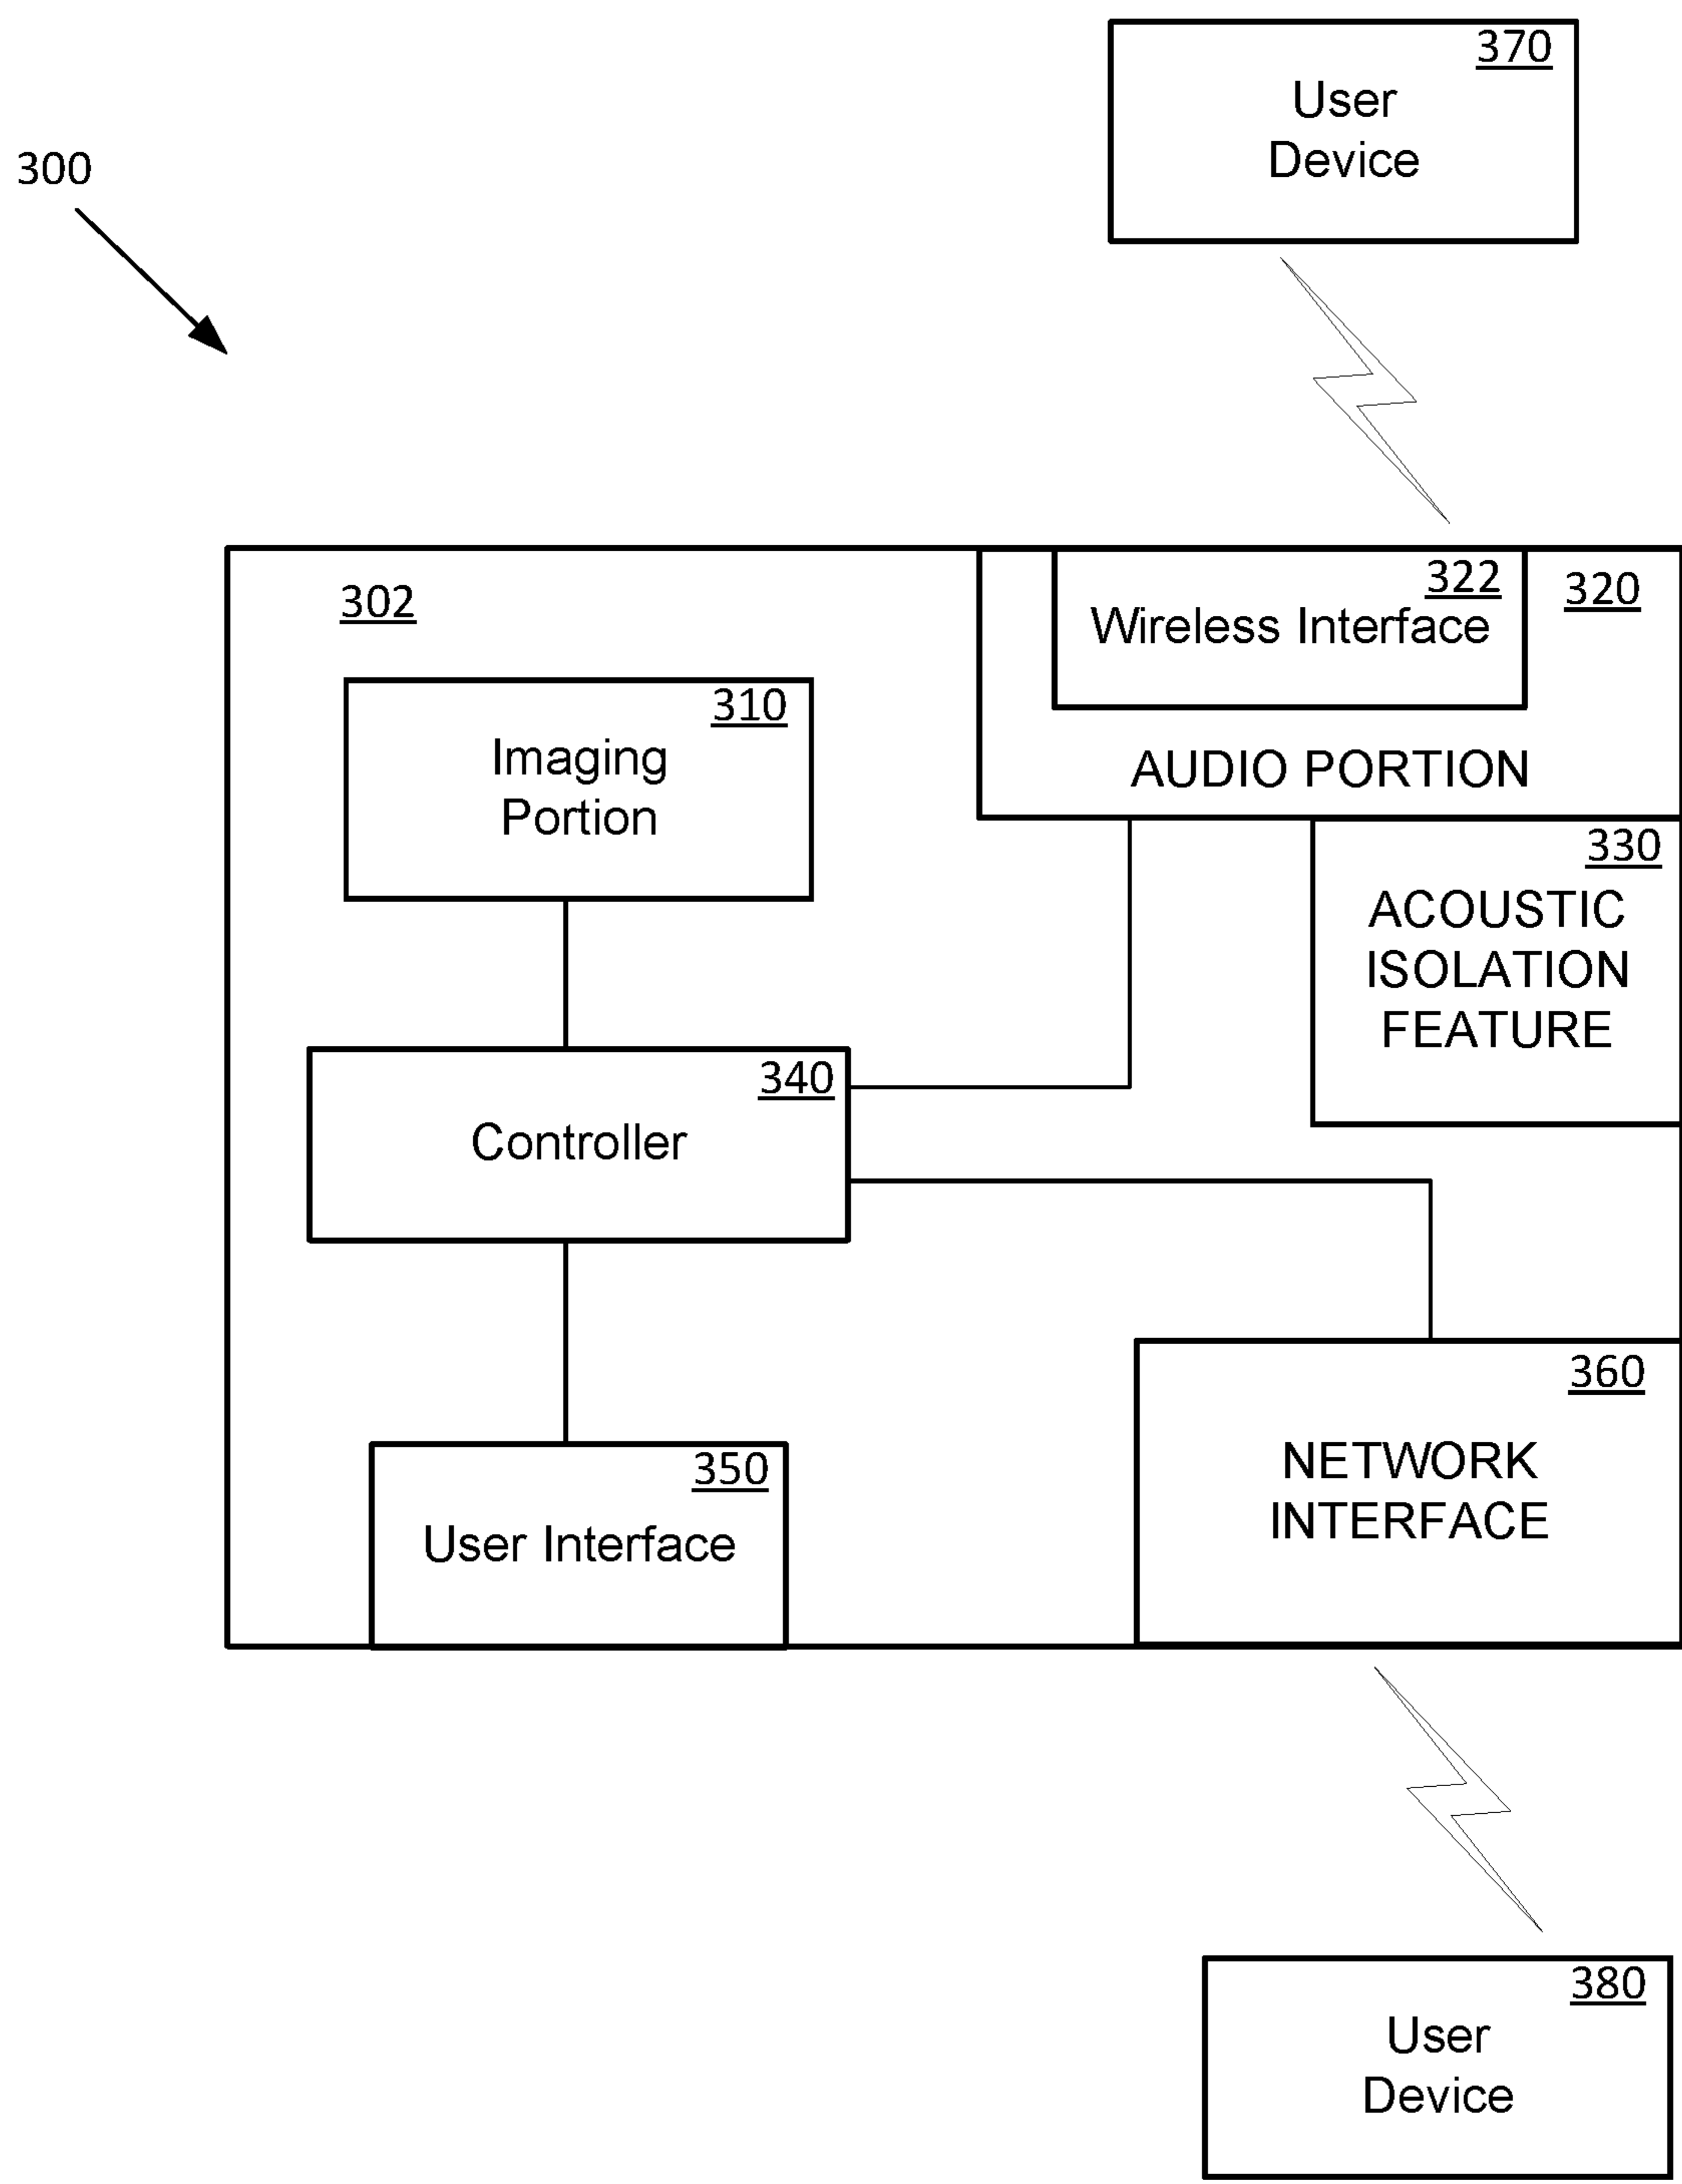 370
User
Device
300
302
322
320
Wireless Interface
310
Imaging
Portion
AUDIO PORTION
330
ACOUSTIC
ISOLATION
FEATURE
340
Controller
360
NETWORK
INTERFACE
350
User Interface
380
User
Device